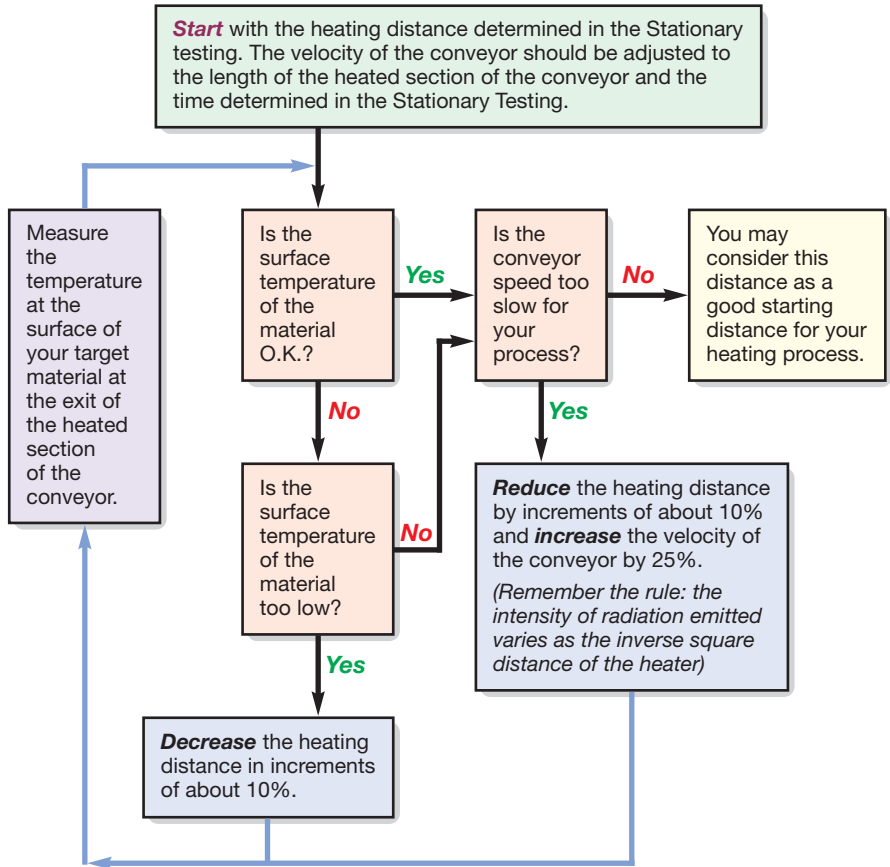 Start with the heating distance determined in the Stationary
testing. The velocity of the conveyor should be adjusted to
the length of the heated section of the conveyor and the
time determined in the Stationary Testing.
Measure
the
temperature
at the
surface of
your target
material at
the exit of
the heated
section
of the
conveyor.
Is the
surface
temperature
of the
material
O.K.?
Yes
Is the
conveyor
speed too
slow for
your
process?
No
You may
consider this
distance as a
good starting
distance for your
heating process.
No
Yes
Is the
surface
temperature
of the
material
too low?
No
Reduce the heating distance
by increments of about 10%
and increase the velocity of
the conveyor by 25%.
(Remember the rule: the
intensity of radiation emitted
varies as the inverse square
distance of the heater)
Yes
Decrease the heating
distance in increments
of about 10%.